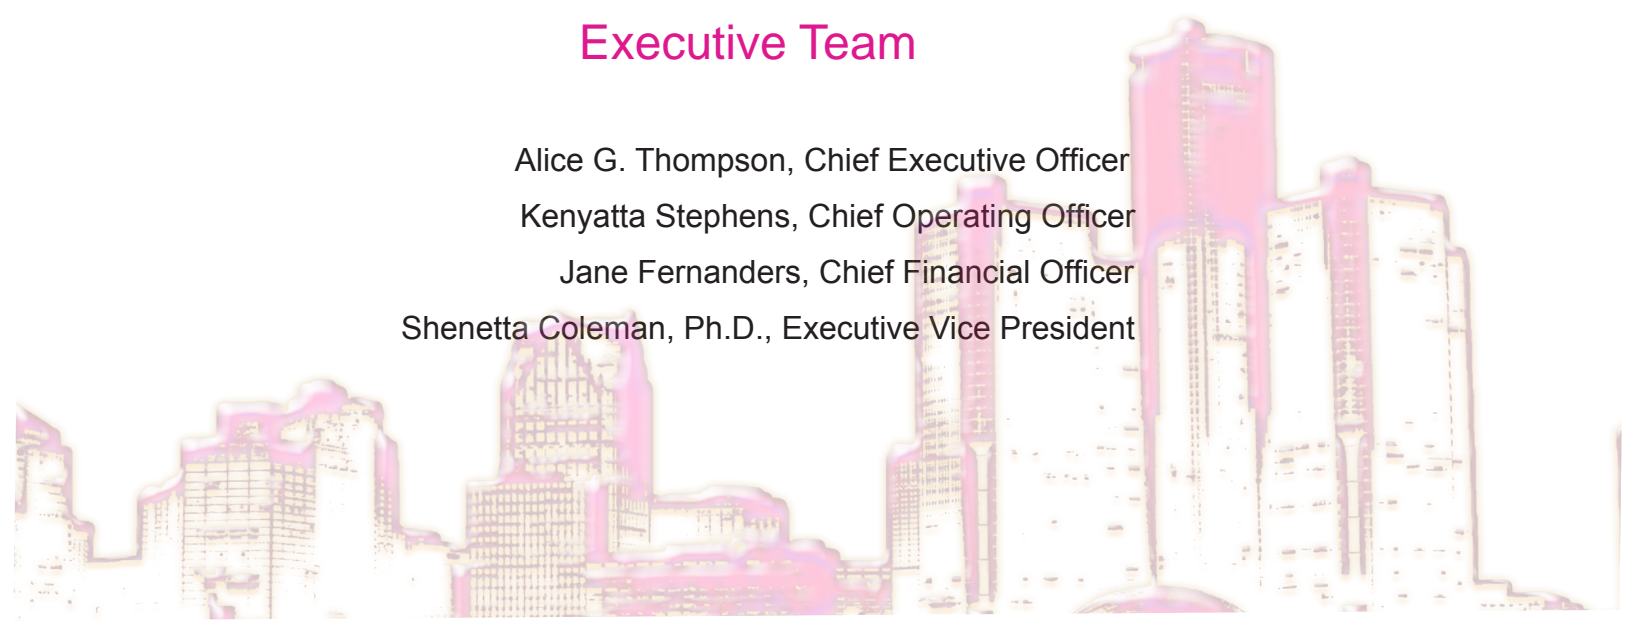 Executive Team
Alice G. Thompson, Chief Executive Officer
Kenyatta Stephens, Chief Operating Officer
Jane Fernanders, Chief Financial Officer
Shenetta Coleman, Ph.D., Executive Vice President